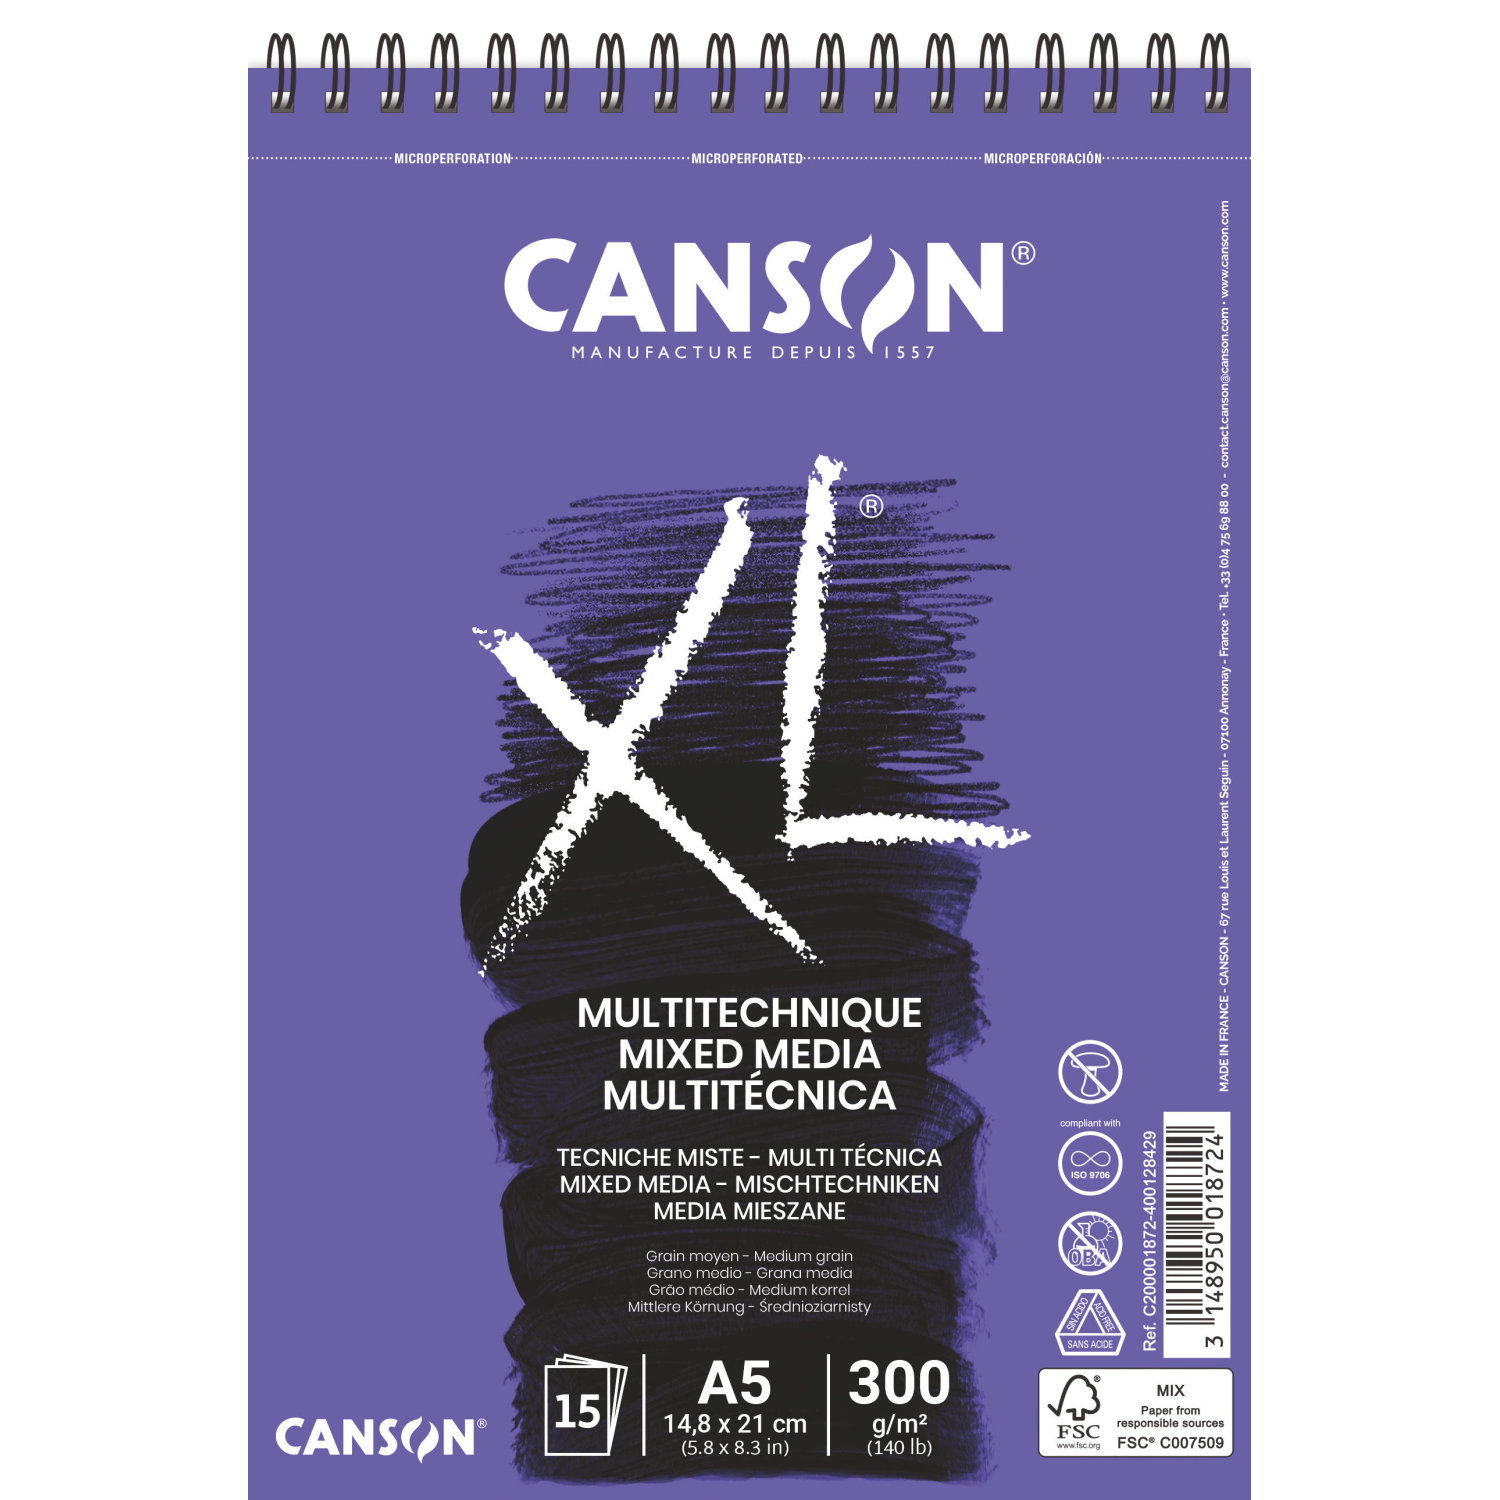 MICROPERFORATION MICROPERFORATED MICROPERFORACIÓN
CANSON®
MANUFACTURE DEPUIS 1557
XL®
MULTITECHNIQUE
MIXED MEDIA
MULTITÉCNICA
TECNICHE MISTE - MULTI TÉCNICA
MIXED MEDIA - MISCHTECHNIKEN
MEDIA MIESZANE
Grain moyen - Medium grain
Grano medio - Grana media
Grão médio - Medium korrel
Mittlere Körnung - Średnioziarnisty
15
A5
14,8 x 21 cm
(5.8 x 8.3 in)
300
g/m²
(140 lb)
CANSON®
MADE IN FRANCE - CANSON - 67 rue Louis et Laurent Seguin - 07100 Annonay - France • Tel. +33 (0)4 75 69 88 00 - contact.canson@canson.com • www.canson.com
compliant with
ISO 9706
OBA
SIN ACIDO
ACID FREE
SANS ACIDE
Ref. C200001872-400128429
3 148950 018724
FSC®
www.fsc.org
MIX
Paper from
responsible sources
FSC® C007509